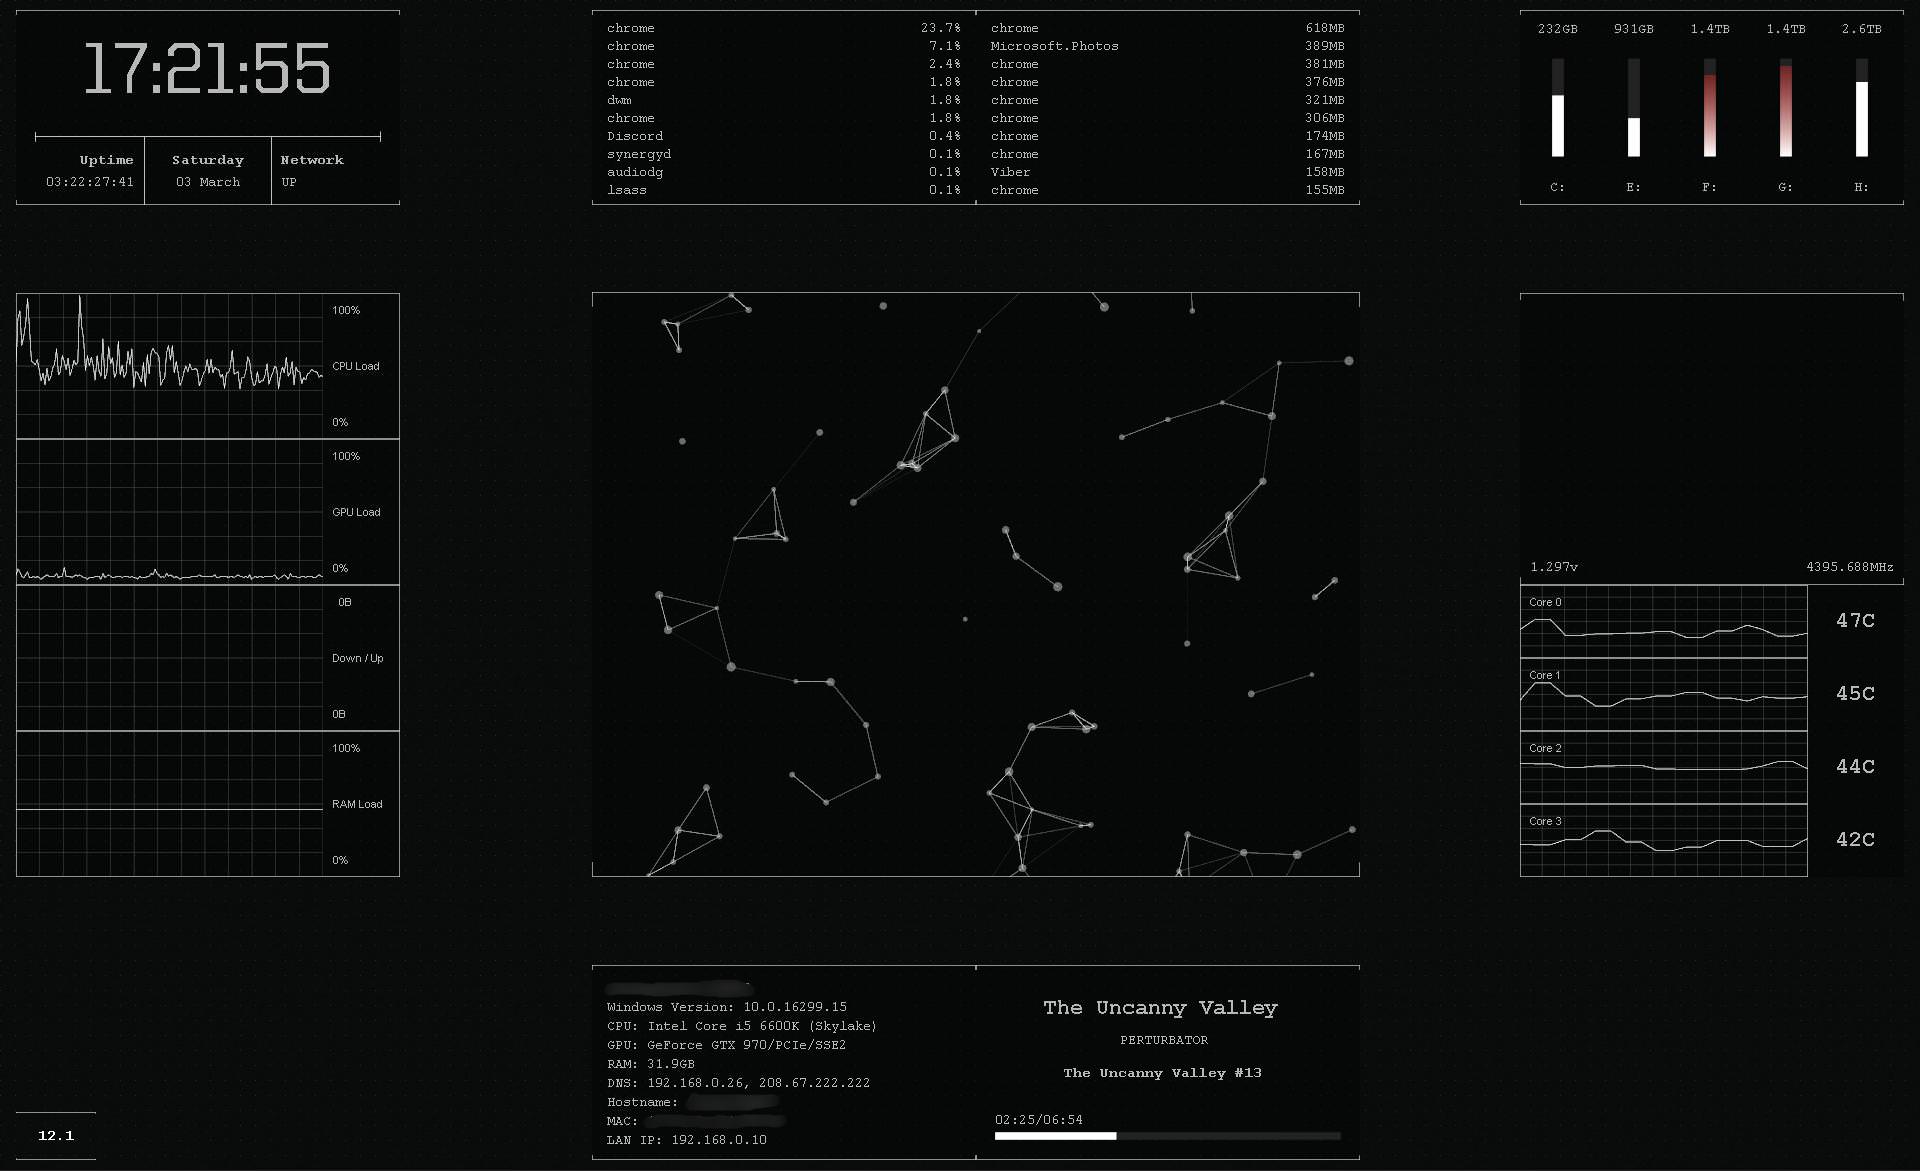 17:21:55
Uptime Saturday Network
03:22:27:41 03 March UP
chrome 23.7% chrome 618MB
chrome 7.1% Microsoft.Photos 389MB
chrome 2.4% chrome 381MB
chrome 1.8% chrome 376MB
dwm 1.8% chrome 321MB
chrome 1.8% chrome 306MB
Discord 0.4% chrome 174MB
synergyd 0.1% chrome 167MB
audiodg 0.1% Viber 158MB
lsass 0.1% chrome 155MB
232GB 931GB 1.4TB 1.4TB 2.6TB
C: E: F: G: H:
100%
CPU Load
0%
100%
GPU Load
0%
0B
Down / Up
0B
100%
RAM Load
0%
1.297v 4395.688MHz
Core 0 47C
Core 1 45C
Core 2 44C
Core 3 42C
Windows Version: 10.0.16299.15
CPU: Intel Core i5 6600K (Skylake)
GPU: GeForce GTX 970/PCIe/SSE2
RAM: 31.9GB
DNS: 192.168.0.26, 208.67.222.222
Hostname:
MAC:
LAN IP: 192.168.0.10
The Uncanny Valley
PERTURBATOR
The Uncanny Valley #13
02:25/06:54
12.1